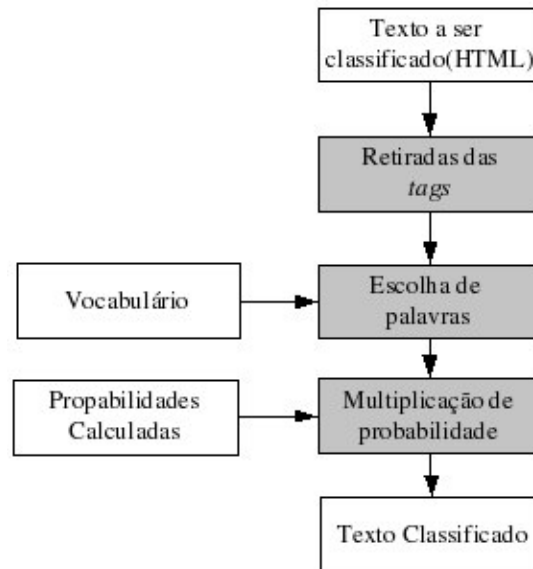 Texto a ser
classificado(HTML)
Retiradas das
tags
Vocabulário
Escolha de
palavras
Propabilidades
Calculadas
Multiplicação de
probabilidade
Texto Classificado